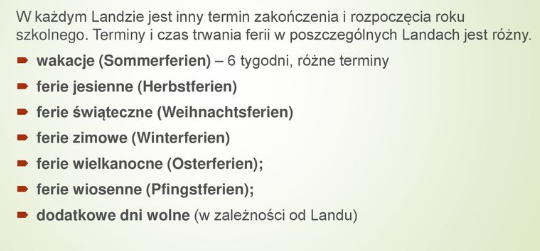 W każdym Landzie jest inny termin zakończenia i rozpoczęcia roku
szkolnego. Terminy i czas trwania ferii w poszczególnych Landach jest różny.
wakacje (Sommerferien) – 6 tygodni, różne terminy
ferie jesienne (Herbstferien)
ferie świąteczne (Weihnachtsferien)
ferie zimowe (Winterferien)
ferie wielkanocne (Osterferien);
ferie wiosenne (Pfingstferien);
dodatkowe dni wolne (w zależności od Landu)